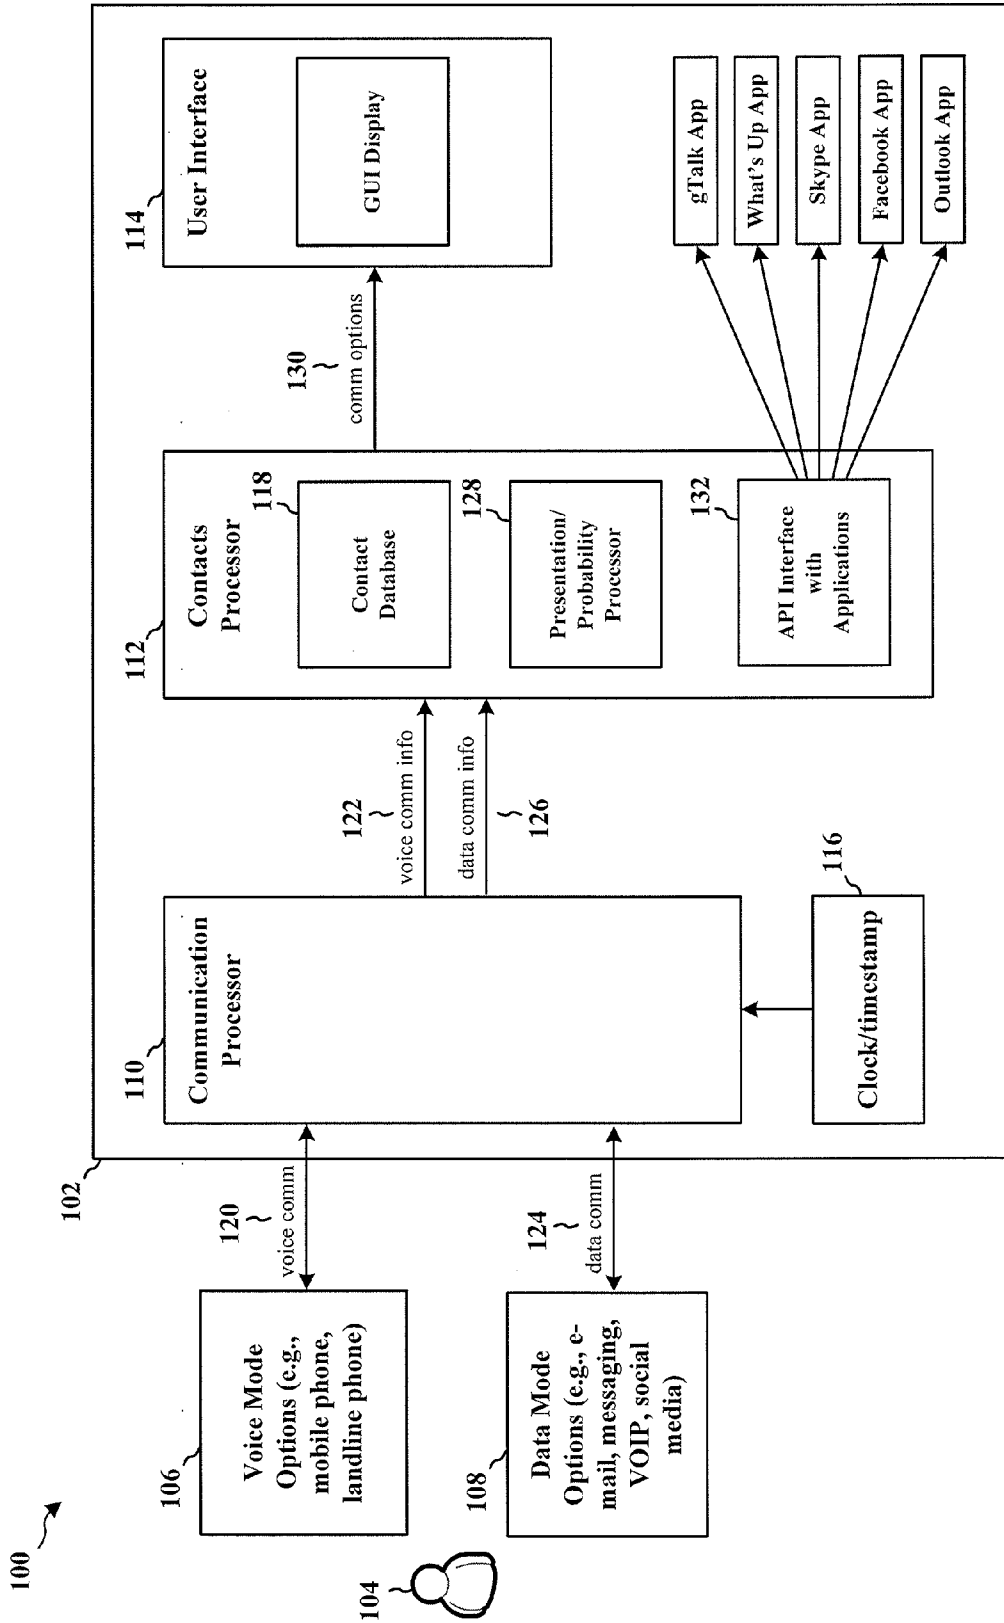 100
104
106
Voice Mode
Options (e.g.,
mobile phone,
landline phone)
108
Data Mode
Options (e.g., e-
mail, messaging,
VOIP, social
media)
120
voice comm
124
data comm
102
110
Communication
Processor
116
Clock/timestamp
122
voice comm info
data comm info
126
112
Contacts
Processor
118
Contact
Database
128
Presentation/
Probability
Processor
132
API Interface
with
Applications
130
comm options
114
User Interface
GUI Display
gTalk App
What's Up App
Skype App
Facebook App
Outlook App